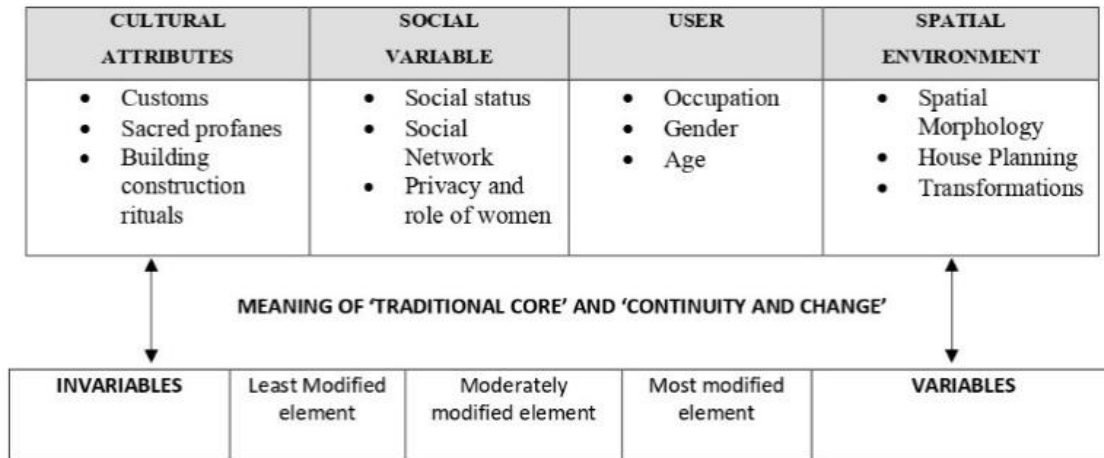 CULTURAL
ATTRIBUTES
SOCIAL
VARIABLE
USER
SPATIAL
ENVIRONMENT
• Customs
• Sacred profanes
• Building
construction
rituals
• Social status
• Social
Network
• Privacy and
role of women
• Occupation
• Gender
• Age
• Spatial
Morphology
• House Planning
• Transformations
MEANING OF ‘TRADITIONAL CORE’ AND ‘CONTINUITY AND CHANGE’
INVARIABLES
Least Modified
element
Moderately
modified element
Most modified
element
VARIABLES